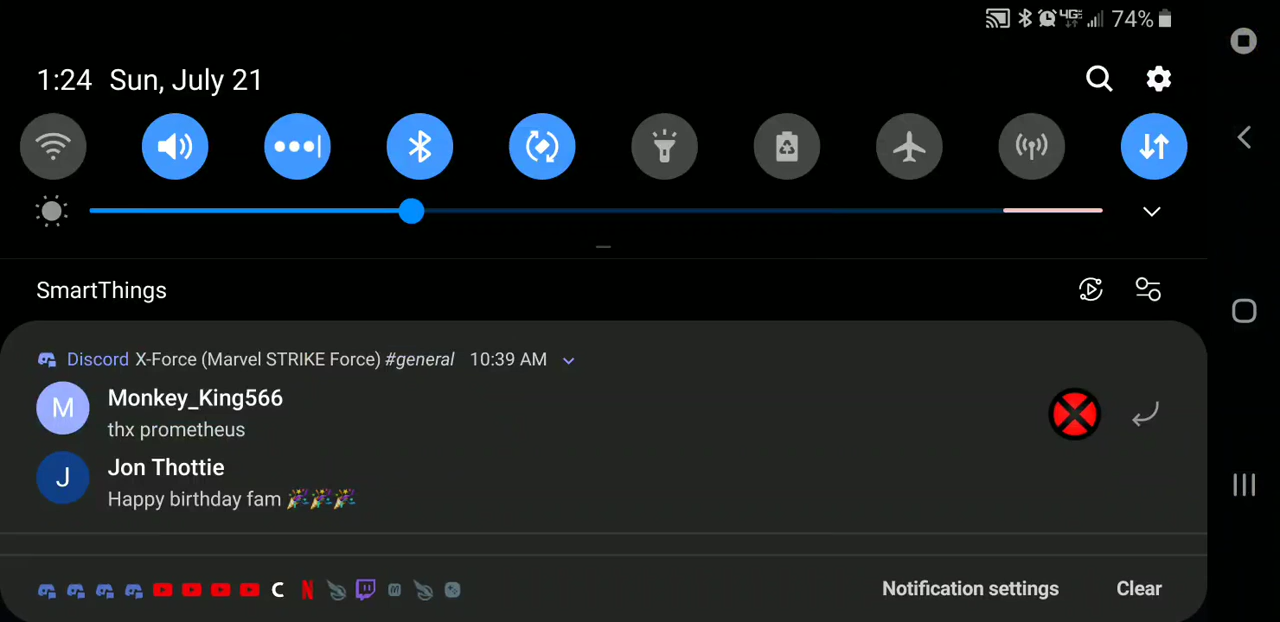 4GE 74%
1:24 Sun, July 21
SmartThings
Discord X-Force (Marvel STRIKE Force) #general 10:39 AM
M Monkey_King566
thx prometheus
J Jon Thottie
Happy birthday fam 🎉🎉🎉
C N Notification settings Clear